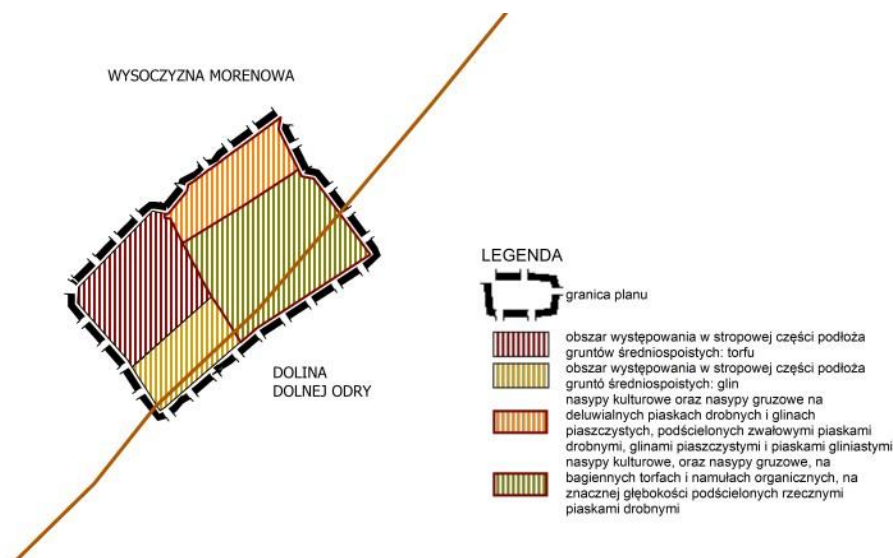 WYSOCZYZNA MORENOWA
DOLINA
DOLNEJ ODRY
LEGENDA
granica planu
obszar występowania w stropowej części podłoża
gruntów średniospoistych: torfu
obszar występowania w stropowej części podłoża
gruntó średniospoistych: glin
nasypy kulturowe oraz nasypy gruzowe na
deluwialnych piaskach drobnych i glinach
piaszczystych, podścielonych zwałowymi piaskami
drobnymi, glinami piaszczystymi i piaskami gliniastymi
nasypy kulturowe, oraz nasypy gruzowe, na
bagiennych torfach i namułach organicznych, na
znacznej głębokości podścielonych rzecznymi
piaskami drobnymi